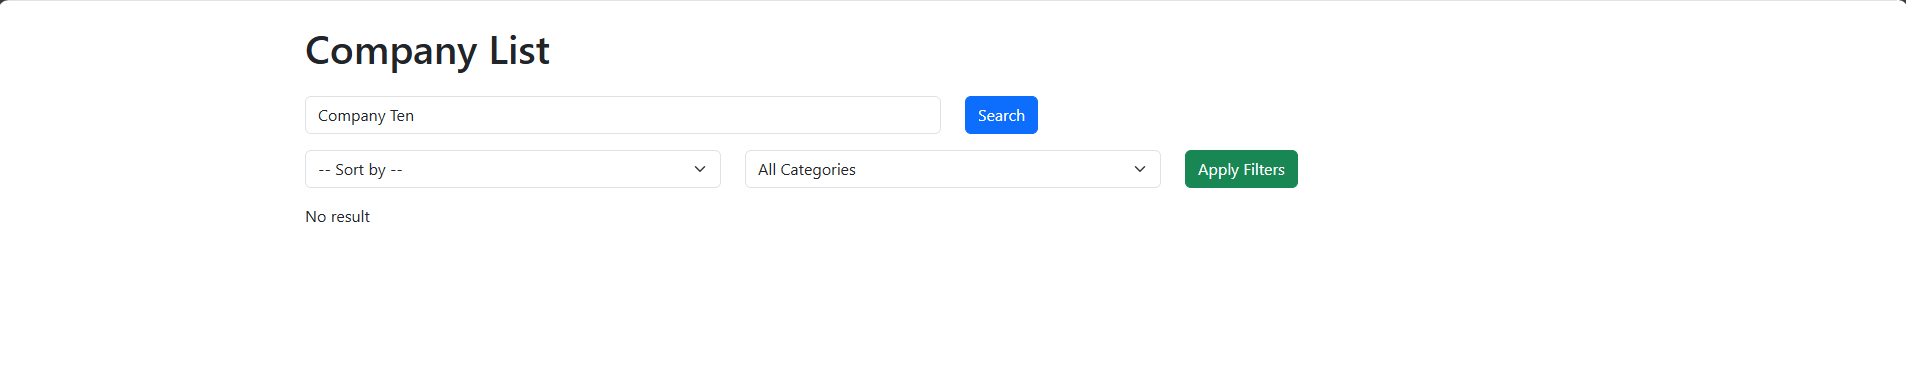 Company List
Company Ten
Search
-- Sort by --
All Categories
Apply Filters
No result